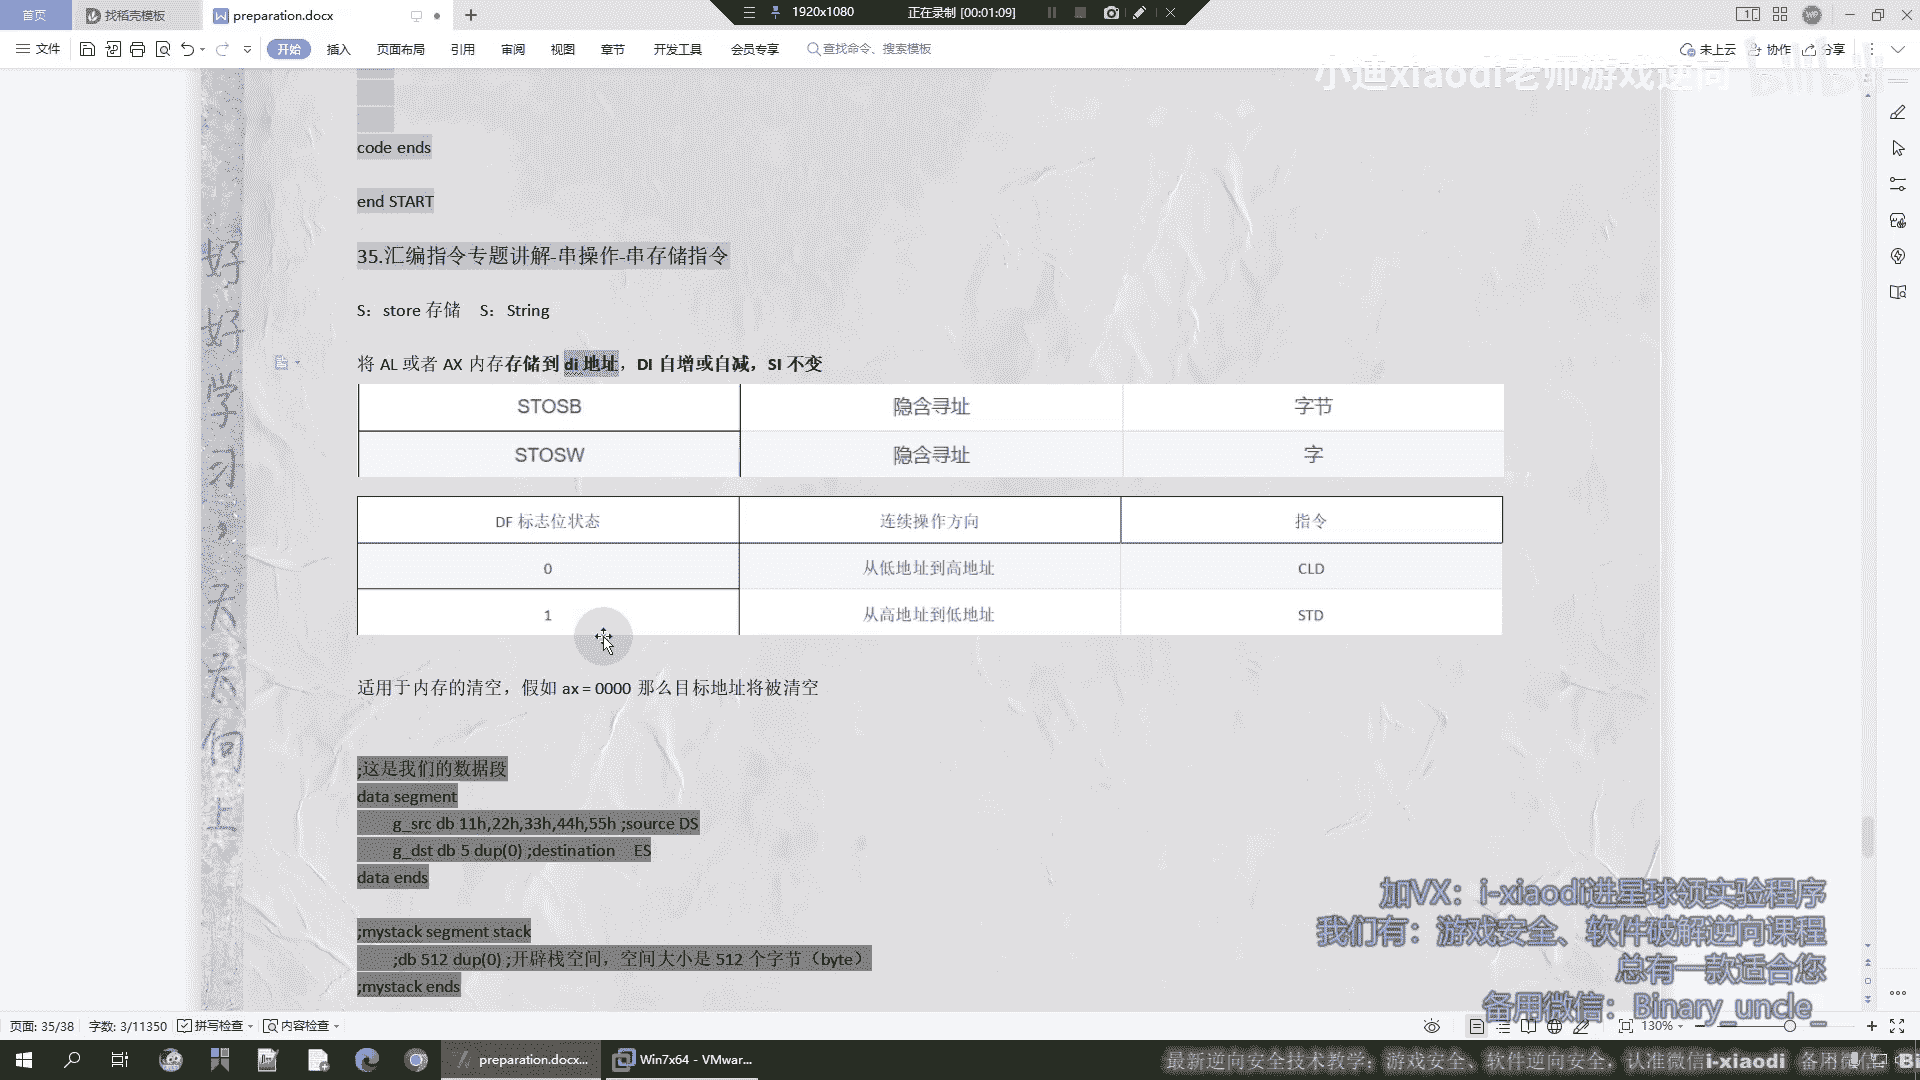 首页
找稻壳模板
preparation.docx
1920x1080
正在录制 [00:01:09]
文件
开始
插入
页面布局
引用
审阅
视图
章节
开发工具
会员专享
查找命令、搜索模板
未上云
协作
分享
小迪xiaodi老师游戏逆向
code ends
end START
35.汇编指令专题讲解-串操作-串存储指令
S：store 存储 S：String
将 AL 或者 AX 内存存储到 di 地址，DI 自增或自减，SI 不变
STOSB 隐含寻址 字节
STOSW 隐含寻址 字
DF 标志位状态 连续操作方向 指令
0 从低地址到高地址 CLD
1 从高地址到低地址 STD
适用于内存的清空，假如 ax = 0000 那么目标地址将被清空
;这是我们的数据段
data segment
g_src db 11h,22h,33h,44h,55h ;source DS
g_dst db 5 dup(0) ;destination ES
data ends
;mystack segment stack
;db 512 dup(0) ;开辟栈空间，空间大小是 512 个字节（byte）
;mystack ends
好好学习，天天向上
加VX：i-xiaodi进星球领实验程序
我们有：游戏安全、软件破解逆向课程
总有一款适合您
备用微信：Binary_uncle_
页面: 35/38
字数: 3/11350
拼写检查
内容检查
130%
preparation.docx...
Win7x64 - VMwar...
最新逆向安全技术教学：游戏安全、软件逆向安全，认准微信i-xiaodi